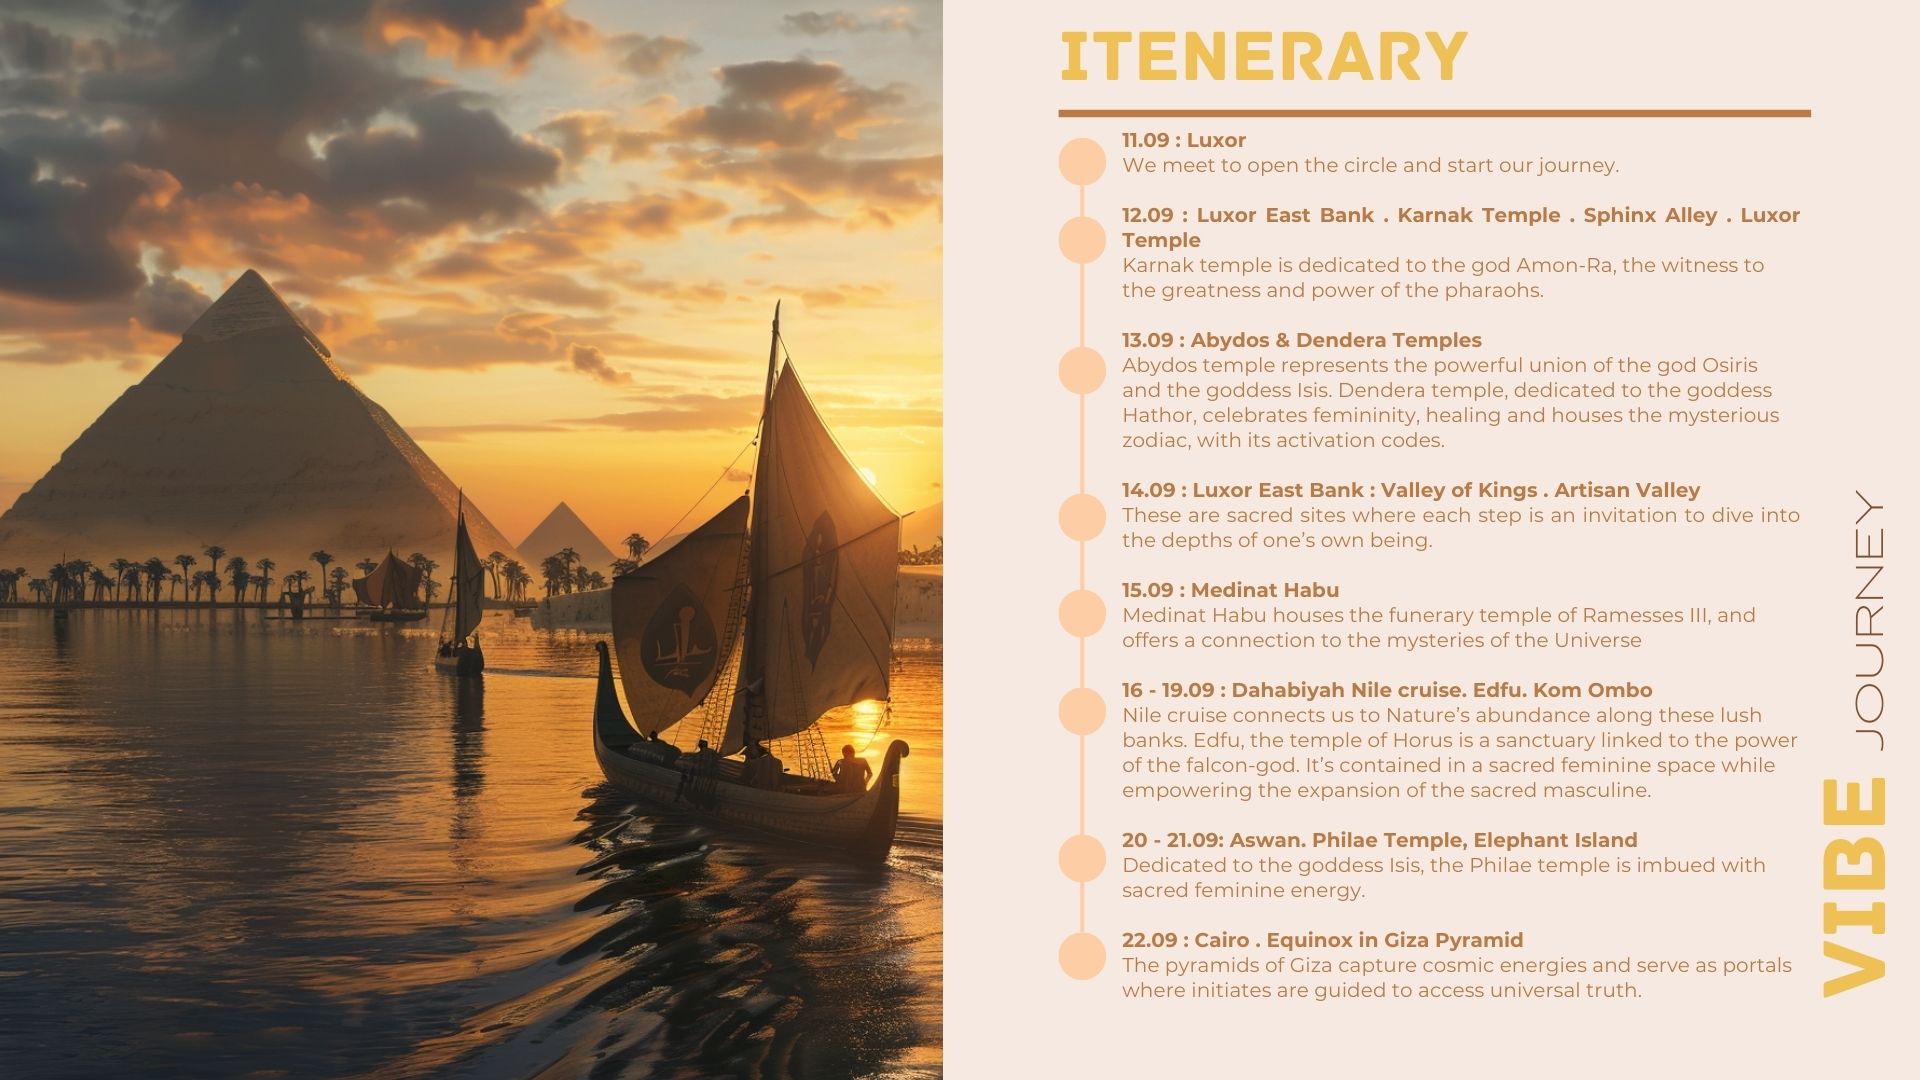 ITENERARY
11.09 : Luxor
We meet to open the circle and start our journey.
12.09 : Luxor East Bank . Karnak Temple . Sphinx Alley . Luxor
Temple
Karnak temple is dedicated to the god Amon-Ra, the witness to
the greatness and power of the pharaohs.
13.09 : Abydos & Dendera Temples
Abydos temple represents the powerful union of the god Osiris
and the goddess Isis. Dendera temple, dedicated to the goddess
Hathor, celebrates femininity, healing and houses the mysterious
zodiac, with its activation codes.
14.09 : Luxor East Bank : Valley of Kings . Artisan Valley
These are sacred sites where each step is an invitation to dive into
the depths of one’s own being.
15.09 : Medinat Habu
Medinat Habu houses the funerary temple of Ramesses III, and
offers a connection to the mysteries of the Universe
16 - 19.09 : Dahabiyah Nile cruise. Edfu. Kom Ombo
Nile cruise connects us to Nature’s abundance along these lush
banks. Edfu, the temple of Horus is a sanctuary linked to the power
of the falcon-god. It’s contained in a sacred feminine space while
empowering the expansion of the sacred masculine.
20 - 21.09: Aswan. Philae Temple, Elephant Island
Dedicated to the goddess Isis, the Philae temple is imbued with
sacred feminine energy.
22.09 : Cairo . Equinox in Giza Pyramid
The pyramids of Giza capture cosmic energies and serve as portals
where initiates are guided to access universal truth.
VIBE JOURNEY